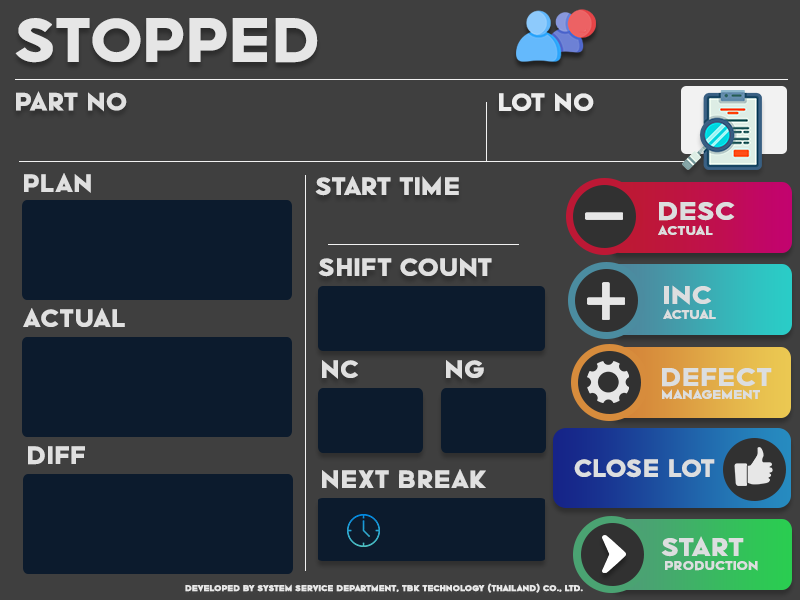 STOPPED
PART NO
LOT NO
PLAN
START TIME
DESC
ACTUAL
SHIFT COUNT
INC
ACTUAL
ACTUAL
NC
NG
DEFECT
MANAGEMENT
DIFF
CLOSE LOT
NEXT BREAK
START
PRODUCTION
DEVELOPED BY SYSTEM SERVICE DEPARTMENT, TBK TECHNOLOGY (THAILAND) CO., LTD.